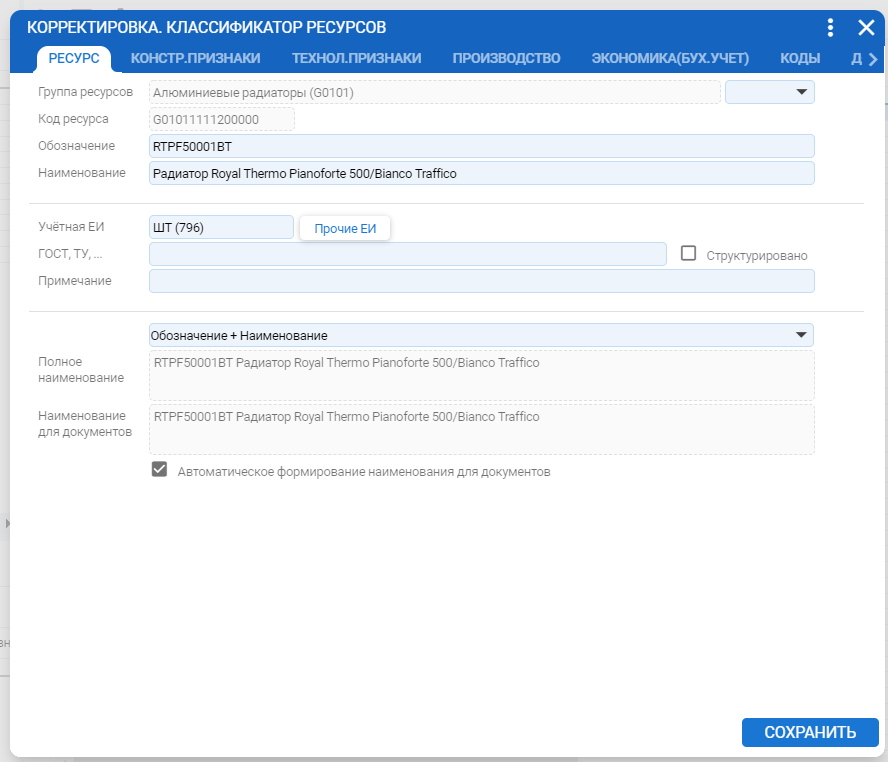 КОРРЕКТИРОВКА. КЛАССИФИКАТОР РЕСУРСОВ
РЕСУРС КОНСТР.ПРИЗНАКИ ТЕХНОЛ.ПРИЗНАКИ ПРОИЗВОДСТВО ЭКОНОМИКА(БУХ.УЧЕТ) КОДЫ Д
Группа ресурсов Алюминиевые радиаторы (G0101)
Код ресурса G01011111200000
Обозначение RTPF50001BT
Наименование Радиатор Royal Thermo Pianoforte 500/Bianco Traffico
Учётная ЕИ ШТ (796) Прочие ЕИ
ГОСТ, ТУ, ... Структурировано
Примечание
Обозначение + Наименование
Полное наименование RTPF50001BT Радиатор Royal Thermo Pianoforte 500/Bianco Traffico
Наименование для документов RTPF50001BT Радиатор Royal Thermo Pianoforte 500/Bianco Traffico
Автоматическое формирование наименования для документов
СОХРАНИТЬ